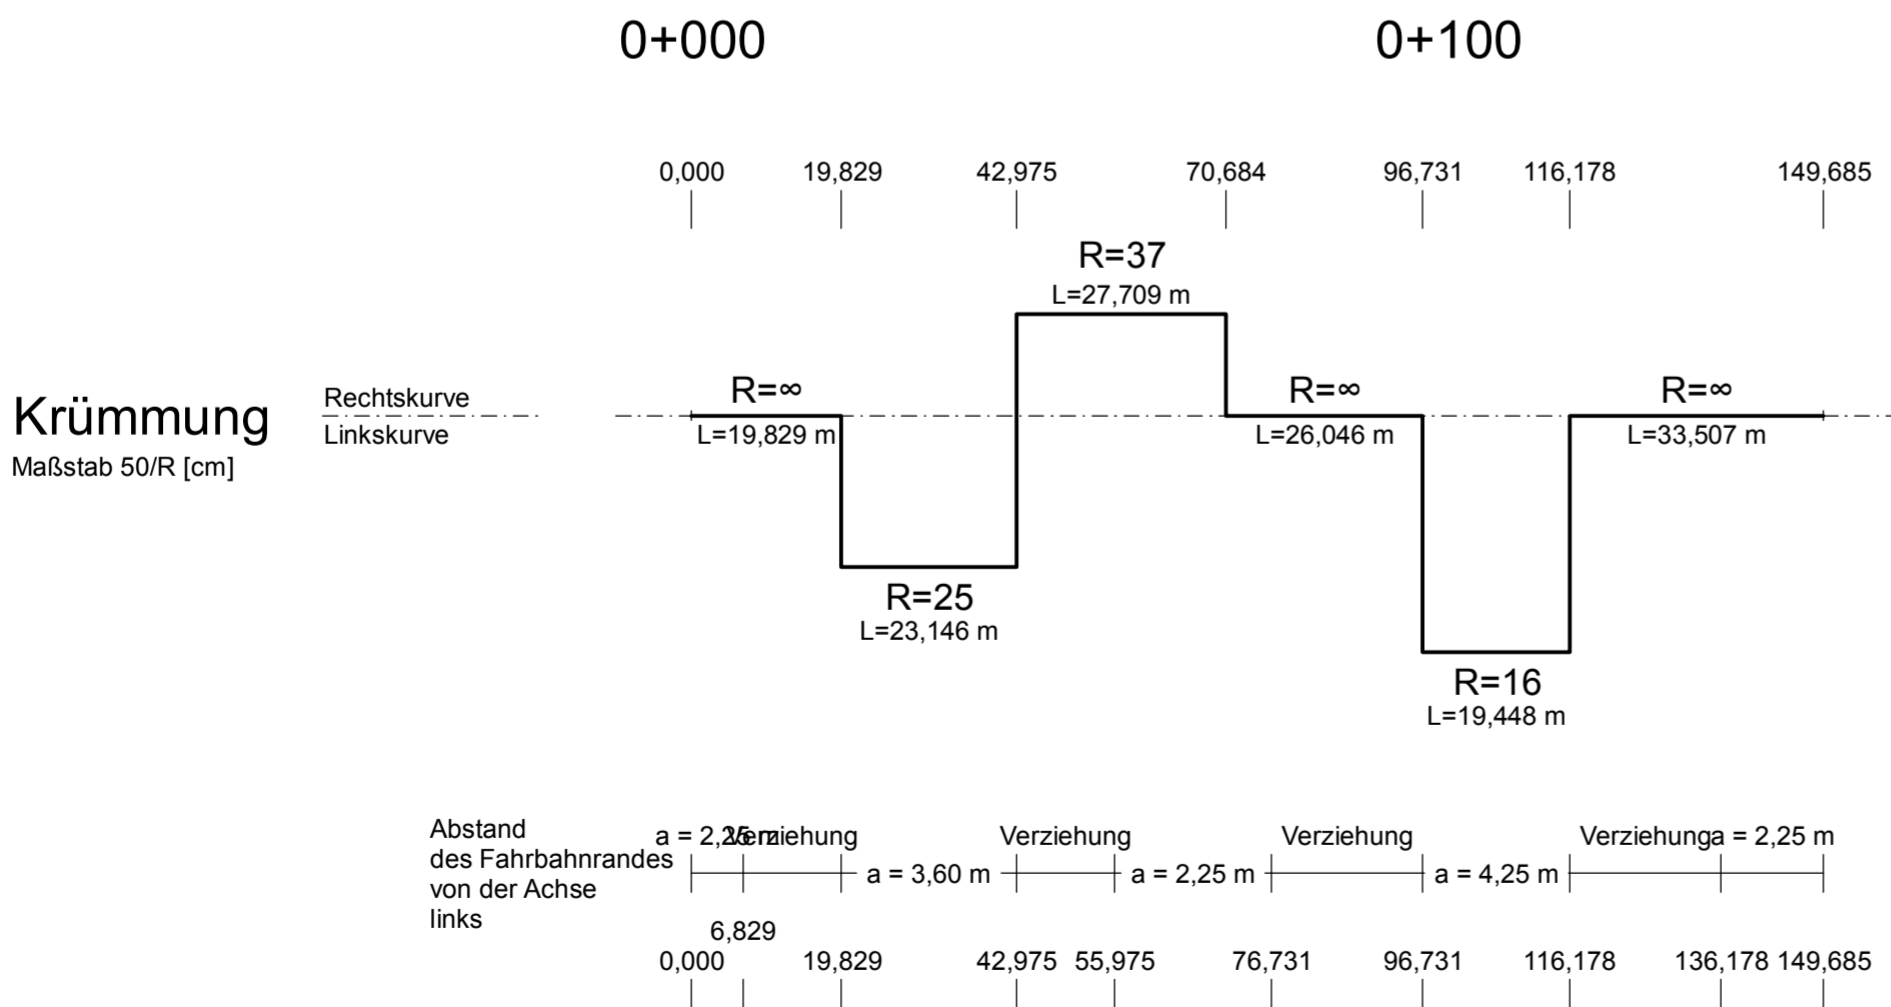 0+000 0+100
0,000 19,829 42,975 70,684 96,731 116,178 149,685
R=37
L=27,709 m
Krümmung
Maßstab 50/R [cm]
Rechtskurve
Linkskurve
R=∞ R=∞ R=∞
L=19,829 m L=26,046 m L=33,507 m
R=25
L=23,146 m
R=16
L=19,448 m
Abstand
des Fahrbahnrandes
von der Achse
links
a = 2,25 m Verziehung Verziehung Verziehung Verziehung a = 2,25 m
a = 3,60 m a = 2,25 m a = 4,25 m
6,829
0,000 19,829 42,975 55,975 76,731 96,731 116,178 136,178 149,685